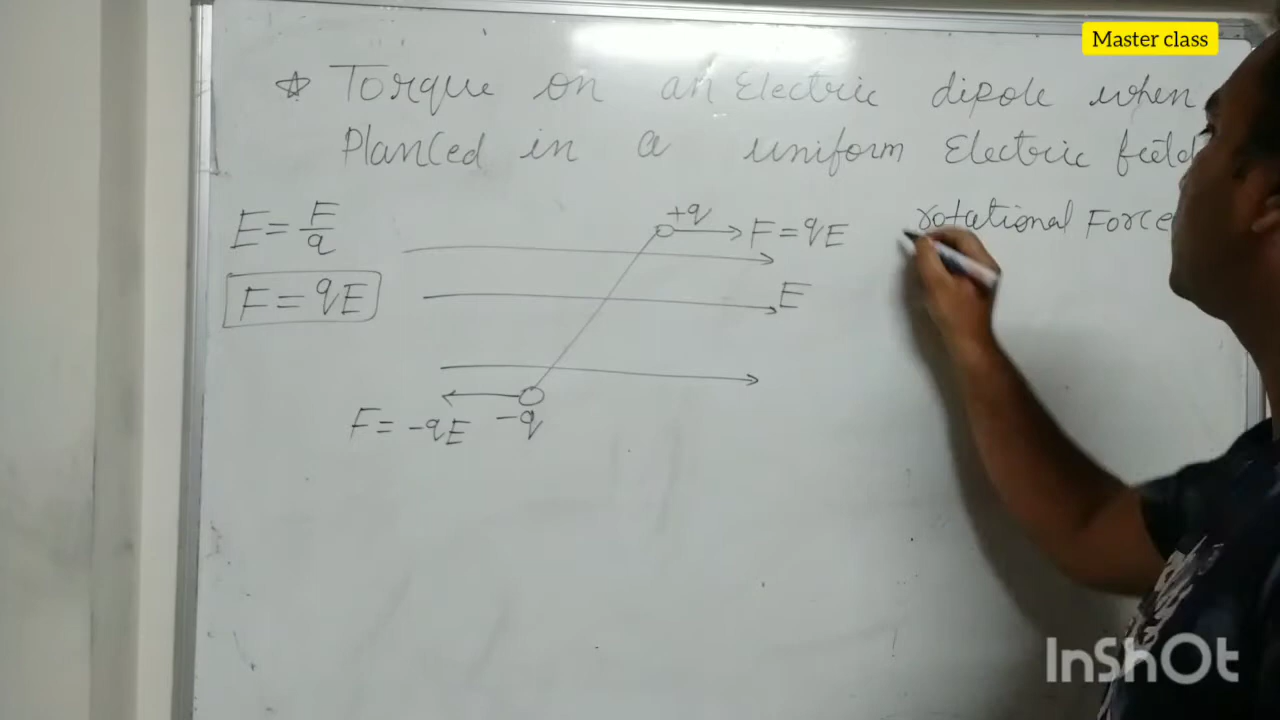 Master class
☆ Torque on an Electric dipole when
Planced in a uniform Electric field
E = F/q
+q
F = qE
rotational Force
F = qE
E
F = -qE
-q
InShOt